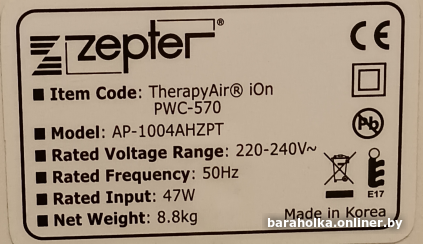 zepter®
CE
■ Item Code: TherapyAir® iOn
PWC-570
■ Model: AP-1004AHZPT
Pb
■ Rated Voltage Range: 220-240V~
■ Rated Frequency: 50Hz
■ Rated Input: 47W
E17
■ Net Weight: 8.8kg
Made in Korea
baraholka.onliner.by